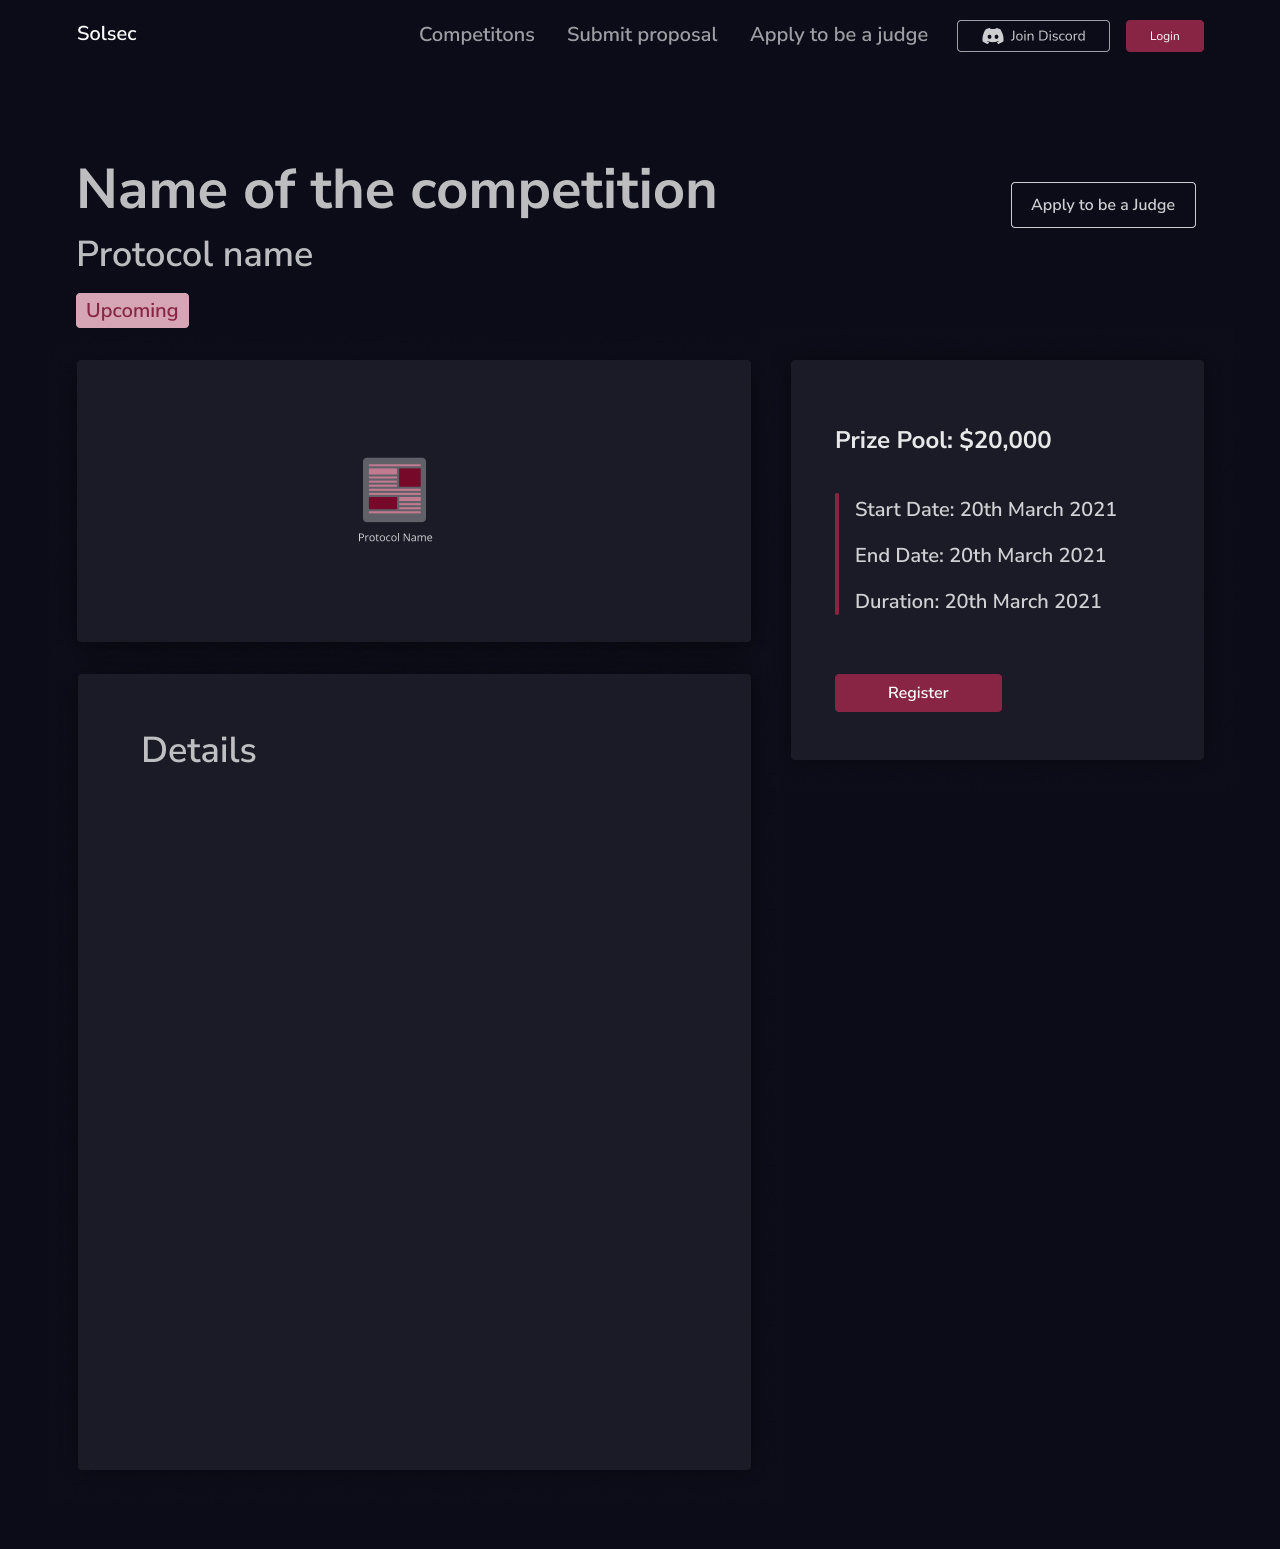 Solsec
Competitons
Submit proposal
Apply to be a judge
Join Discord
Login
Name of the competition
Apply to be a Judge
Protocol name
Upcoming
Protocol Name
Prize Pool: $20,000
Start Date: 20th March 2021
End Date: 20th March 2021
Duration: 20th March 2021
Register
Details